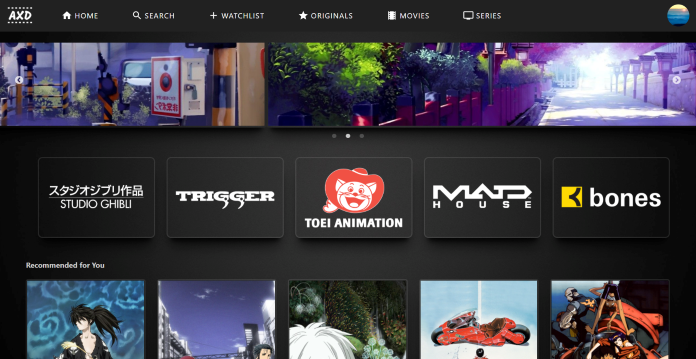 AXD
HOME
SEARCH
WATCHLIST
ORIGINALS
MOVIES
SERIES
スタジオジブリ作品
STUDIO GHIBLI
TRIGGER
TOEI ANIMATION
MAD
HOUSE
bones
Recommended for You